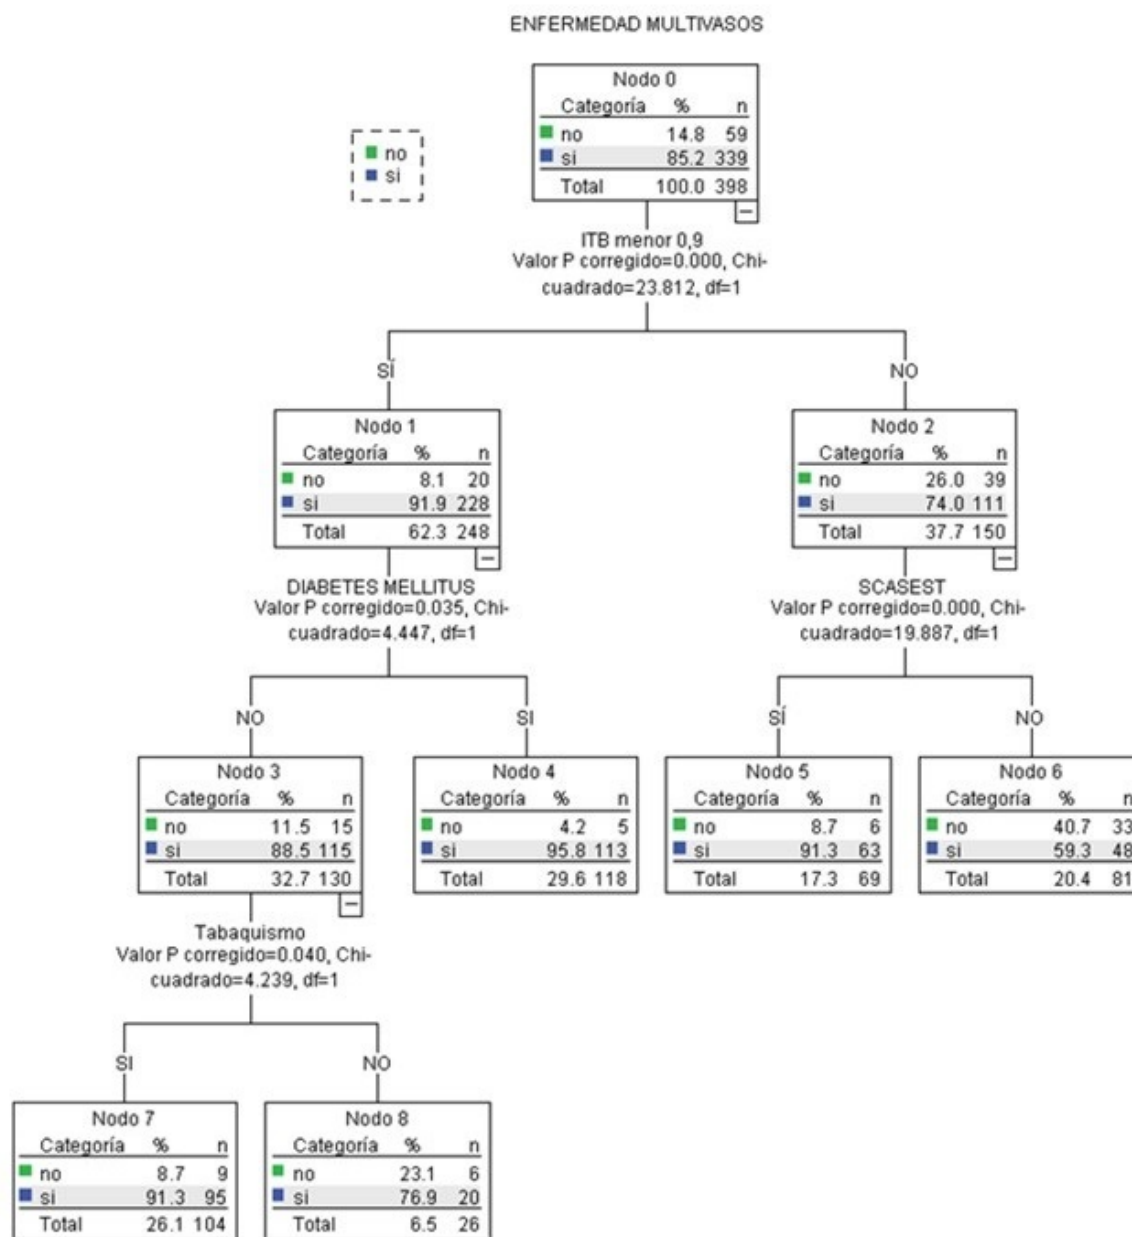 ENFERMEDAD MULTIVASOS
Nodo 0
Categoría % n
no 14.8 59
si 85.2 339
Total 100.0 398
no
si
ITB menor 0,9
Valor P corregido=0.000, Chi-
cuadrado=23.812, df=1
SÍ
NO
Nodo 1
Categoría % n
no 8.1 20
si 91.9 228
Total 62.3 248
Nodo 2
Categoría % n
no 26.0 39
si 74.0 111
Total 37.7 150
DIABETES MELLITUS
Valor P corregido=0.035, Chi-
cuadrado=4.447, df=1
SCASEST
Valor P corregido=0.000, Chi-
cuadrado=19.887, df=1
NO
SI
SÍ
NO
Nodo 3
Categoría % n
no 11.5 15
si 88.5 115
Total 32.7 130
Nodo 4
Categoría % n
no 4.2 5
si 95.8 113
Total 29.6 118
Nodo 5
Categoría % n
no 8.7 6
si 91.3 63
Total 17.3 69
Nodo 6
Categoría % n
no 40.7 33
si 59.3 48
Total 20.4 81
Tabaquismo
Valor P corregido=0.040, Chi-
cuadrado=4.239, df=1
SI
NO
Nodo 7
Categoría % n
no 8.7 9
si 91.3 95
Total 26.1 104
Nodo 8
Categoría % n
no 23.1 6
si 76.9 20
Total 6.5 26